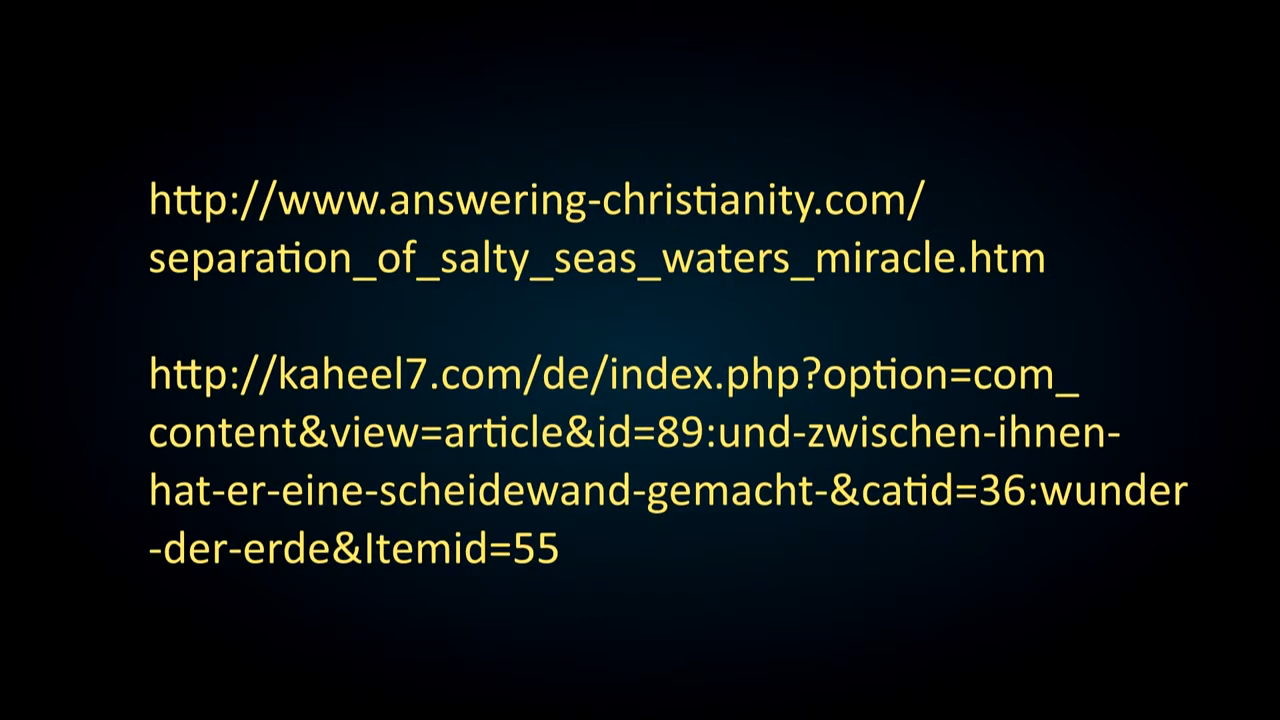 http://www.answering-christianity.com/
separation_of_salty_seas_waters_miracle.htm
http://kaheel7.com/de/index.php?option=com_
content&view=article&id=89:und-zwischen-ihnen-
hat-er-eine-scheidewand-gemacht-&catid=36:wunder
-der-erde&Itemid=55